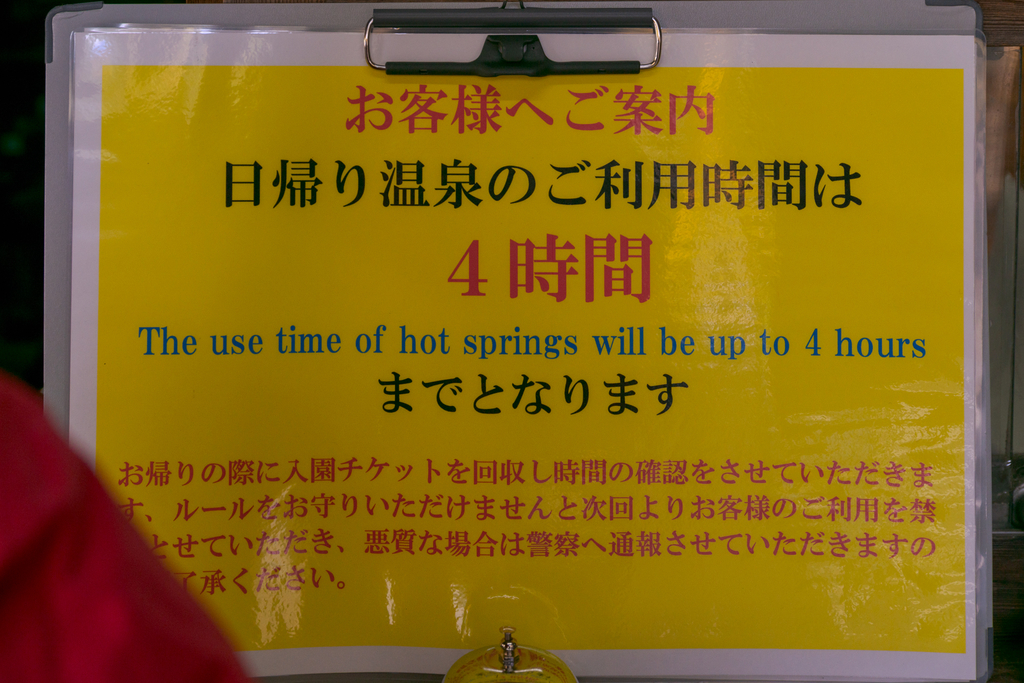 お客様へご案内
日帰り温泉のご利用時間は
４時間
The use time of hot springs will be up to 4 hours
までとなります
お帰りの際に入園チケットを回収し時間の確認をさせていただきま
す、ルールをお守りいただけませんと次回よりお客様のご利用を禁
とせていただき、悪質な場合は警察へ通報させていただきますの
了承ください。